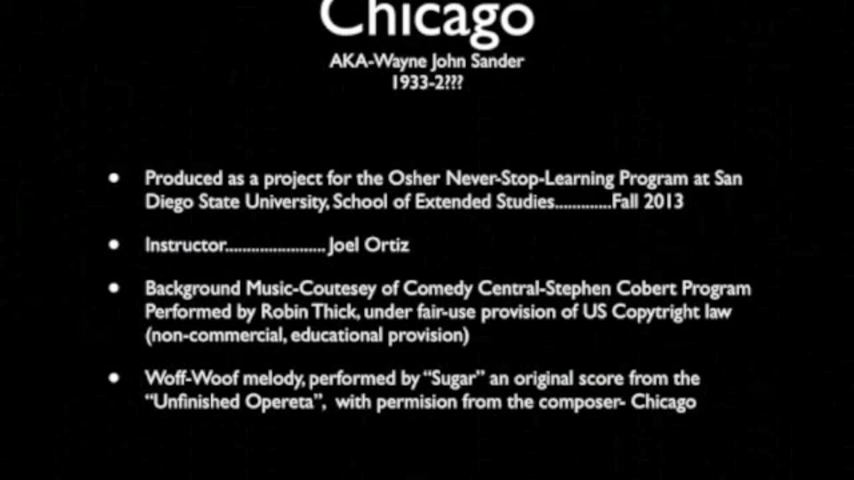 Chicago
AKA-Wayne John Sander
1933-2???
• Produced as a project for the Osher Never-Stop-Learning Program at San
Diego State University, School of Extended Studies.............Fall 2013
• Instructor....................... Joel Ortiz
• Background Music-Coutesey of Comedy Central-Stephen Cobert Program
Performed by Robin Thick, under fair-use provision of US Copytright law
(non-commercial, educational provision)
• Woff-Woof melody, performed by “Sugar” an original score from the
“Unfinished Opereta”, with permision from the composer- Chicago